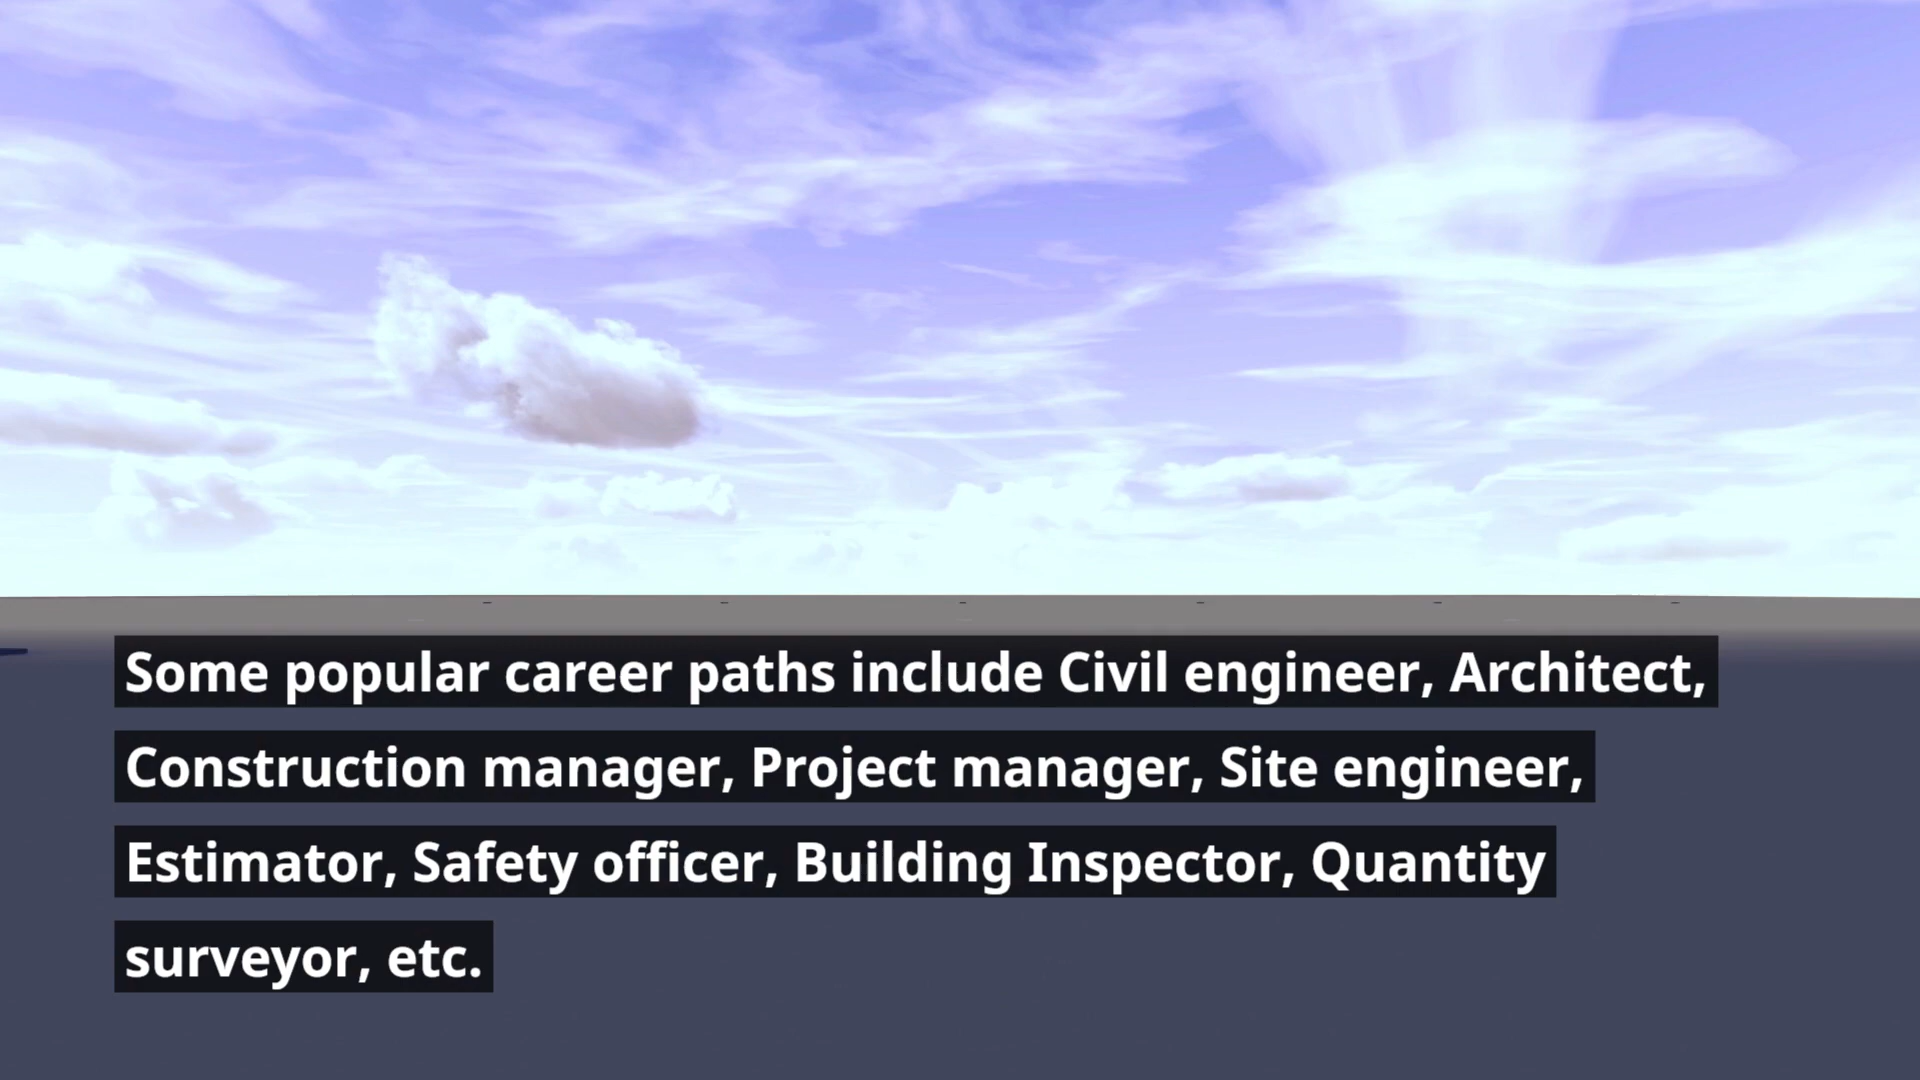 Some popular career paths include Civil engineer, Architect,
Construction manager, Project manager, Site engineer,
Estimator, Safety officer, Building Inspector, Quantity
surveyor, etc.